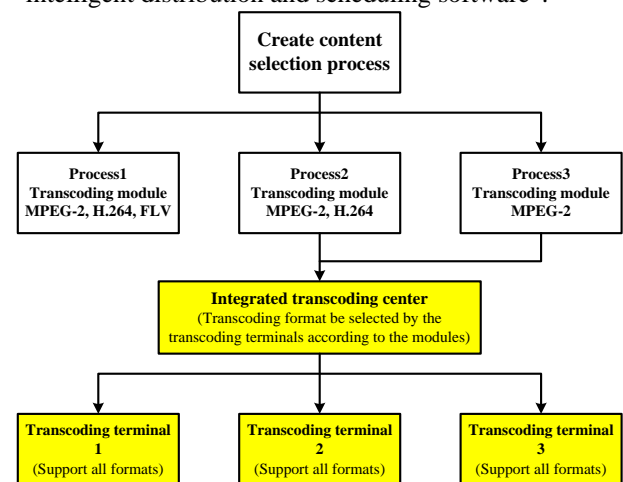 intelligent distribution and scheduling software .
Create content
selection process
Process1
Transcoding module
MPEG-2, H.264, FLV
Process2
Transcoding module
MPEG-2, H.264
Process3
Transcoding module
MPEG-2
Integrated transcoding center
(Transcoding format be selected by the
transcoding terminals according to the modules)
Transcoding terminal
1
(Support all formats)
Transcoding terminal
2
(Support all formats)
Transcoding terminal
3
(Support all formats)